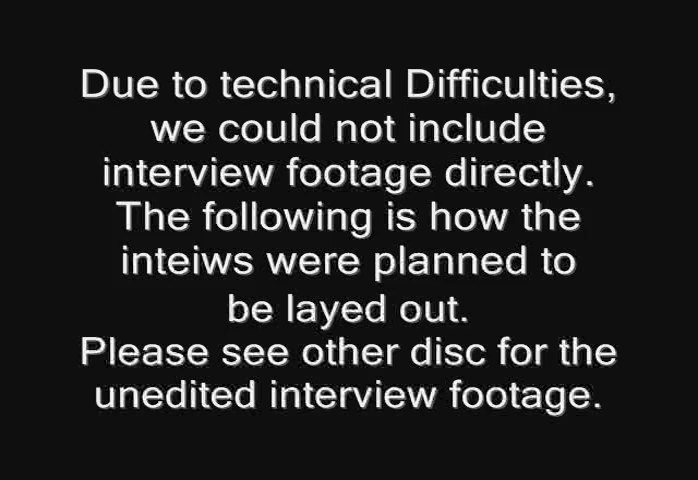 Due to technical Difficulties,
we could not include
interview footage directly.
The following is how the
inteiws were planned to
be layed out.
Please see other disc for the
unedited interview footage.